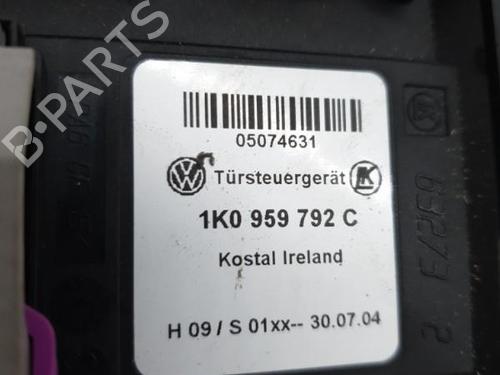 05074631
Türsteuergerät
1K0 959 792 C
Kostal Ireland
H 09 / S 01xx-- 30.07.04
B PARTS